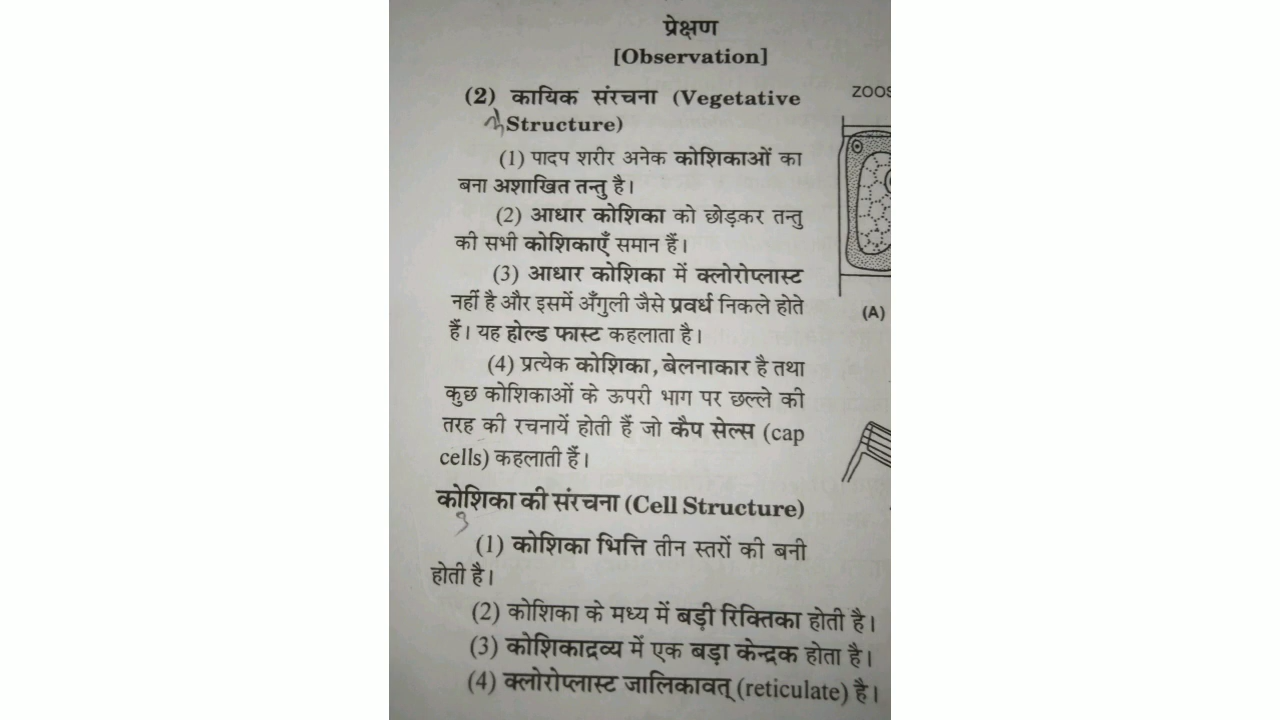 प्रेक्षण
[Observation]
(2) कायिक संरचना (Vegetative
Structure)
(1) पादप शरीर अनेक कोशिकाओं का
बना अशाखित तन्तु है।
(2) आधार कोशिका को छोड़कर तन्तु
की सभी कोशिकाएँ समान हैं।
(3) आधार कोशिका में क्लोरोप्लास्ट
नहीं है और इसमें अँगुली जैसे प्रवर्ध निकले होते
हैं। यह होल्ड फास्ट कहलाता है।
(4) प्रत्येक कोशिका, बेलनाकार है तथा
कुछ कोशिकाओं के ऊपरी भाग पर छल्ले की
तरह की रचनायें होती हैं जो कैप सेल्स (cap
cells) कहलाती हैं।
कोशिका की संरचना (Cell Structure)
(1) कोशिका भित्ति तीन स्तरों की बनी
होती है।
(2) कोशिका के मध्य में बड़ी रिक्तिका होती है।
(3) कोशिकाद्रव्य में एक बड़ा केन्द्रक होता है।
(4) क्लोरोप्लास्ट जालिकावत् (reticulate) है।
ZOOS
(A)